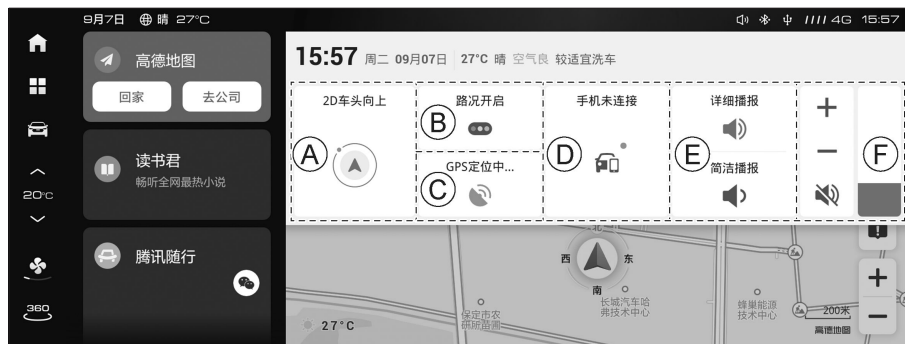 9月7日 晴 27°C
4G 15:57
20°C
360
高德地图
回家
去公司
读书君
畅听全网最热小说
腾讯随行
15:57 周二 09月07日 27°C 晴 空气良 较适宜洗车
A
2D车头向上
B
路况开启
C
GPS定位中...
D
手机未连接
E
详细播报
简洁播报
F
北
西
东
南
长城汽车哈
弗技术中心
蜂巢能源
技术中心
保定市农
27°C
200米
高德地图